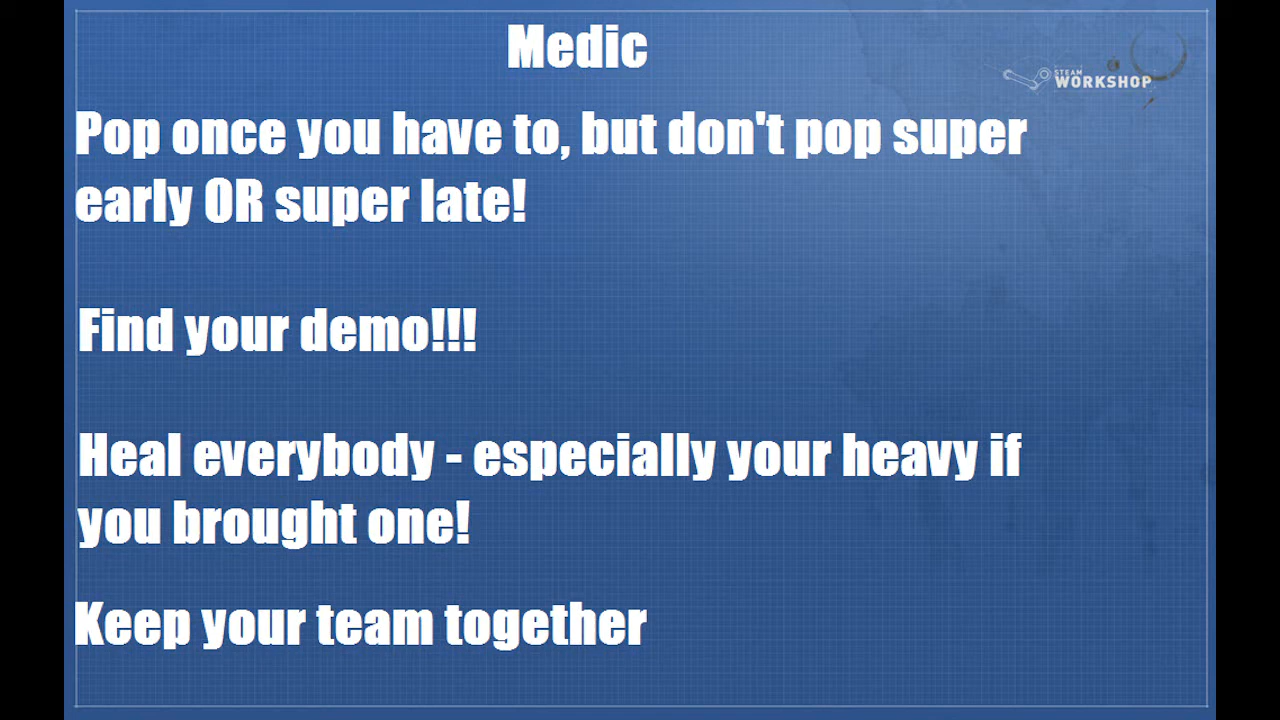 Medic
STEAM
WORKSHOP
Pop once you have to, but don't pop super
early OR super late!
Find your demo!!!
Heal everybody - especially your heavy if
you brought one!
Keep your team together